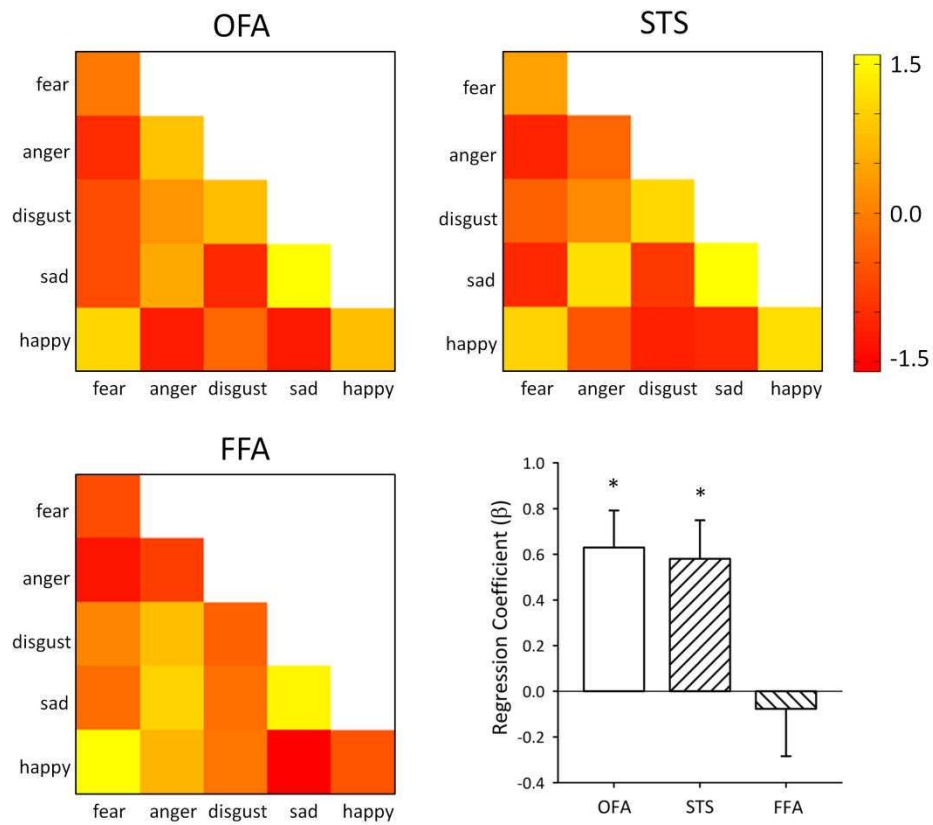 OFA
fear
anger
disgust
sad
happy
fear anger disgust sad happy
STS
fear
anger
disgust
sad
happy
fear anger disgust sad happy
1.5
0.0
-1.5
FFA
fear
anger
disgust
sad
happy
fear anger disgust sad happy
Regression Coefficient (β)
1.0
0.8
0.6
0.4
0.2
0.0
-0.2
-0.4
* *
OFA STS FFA